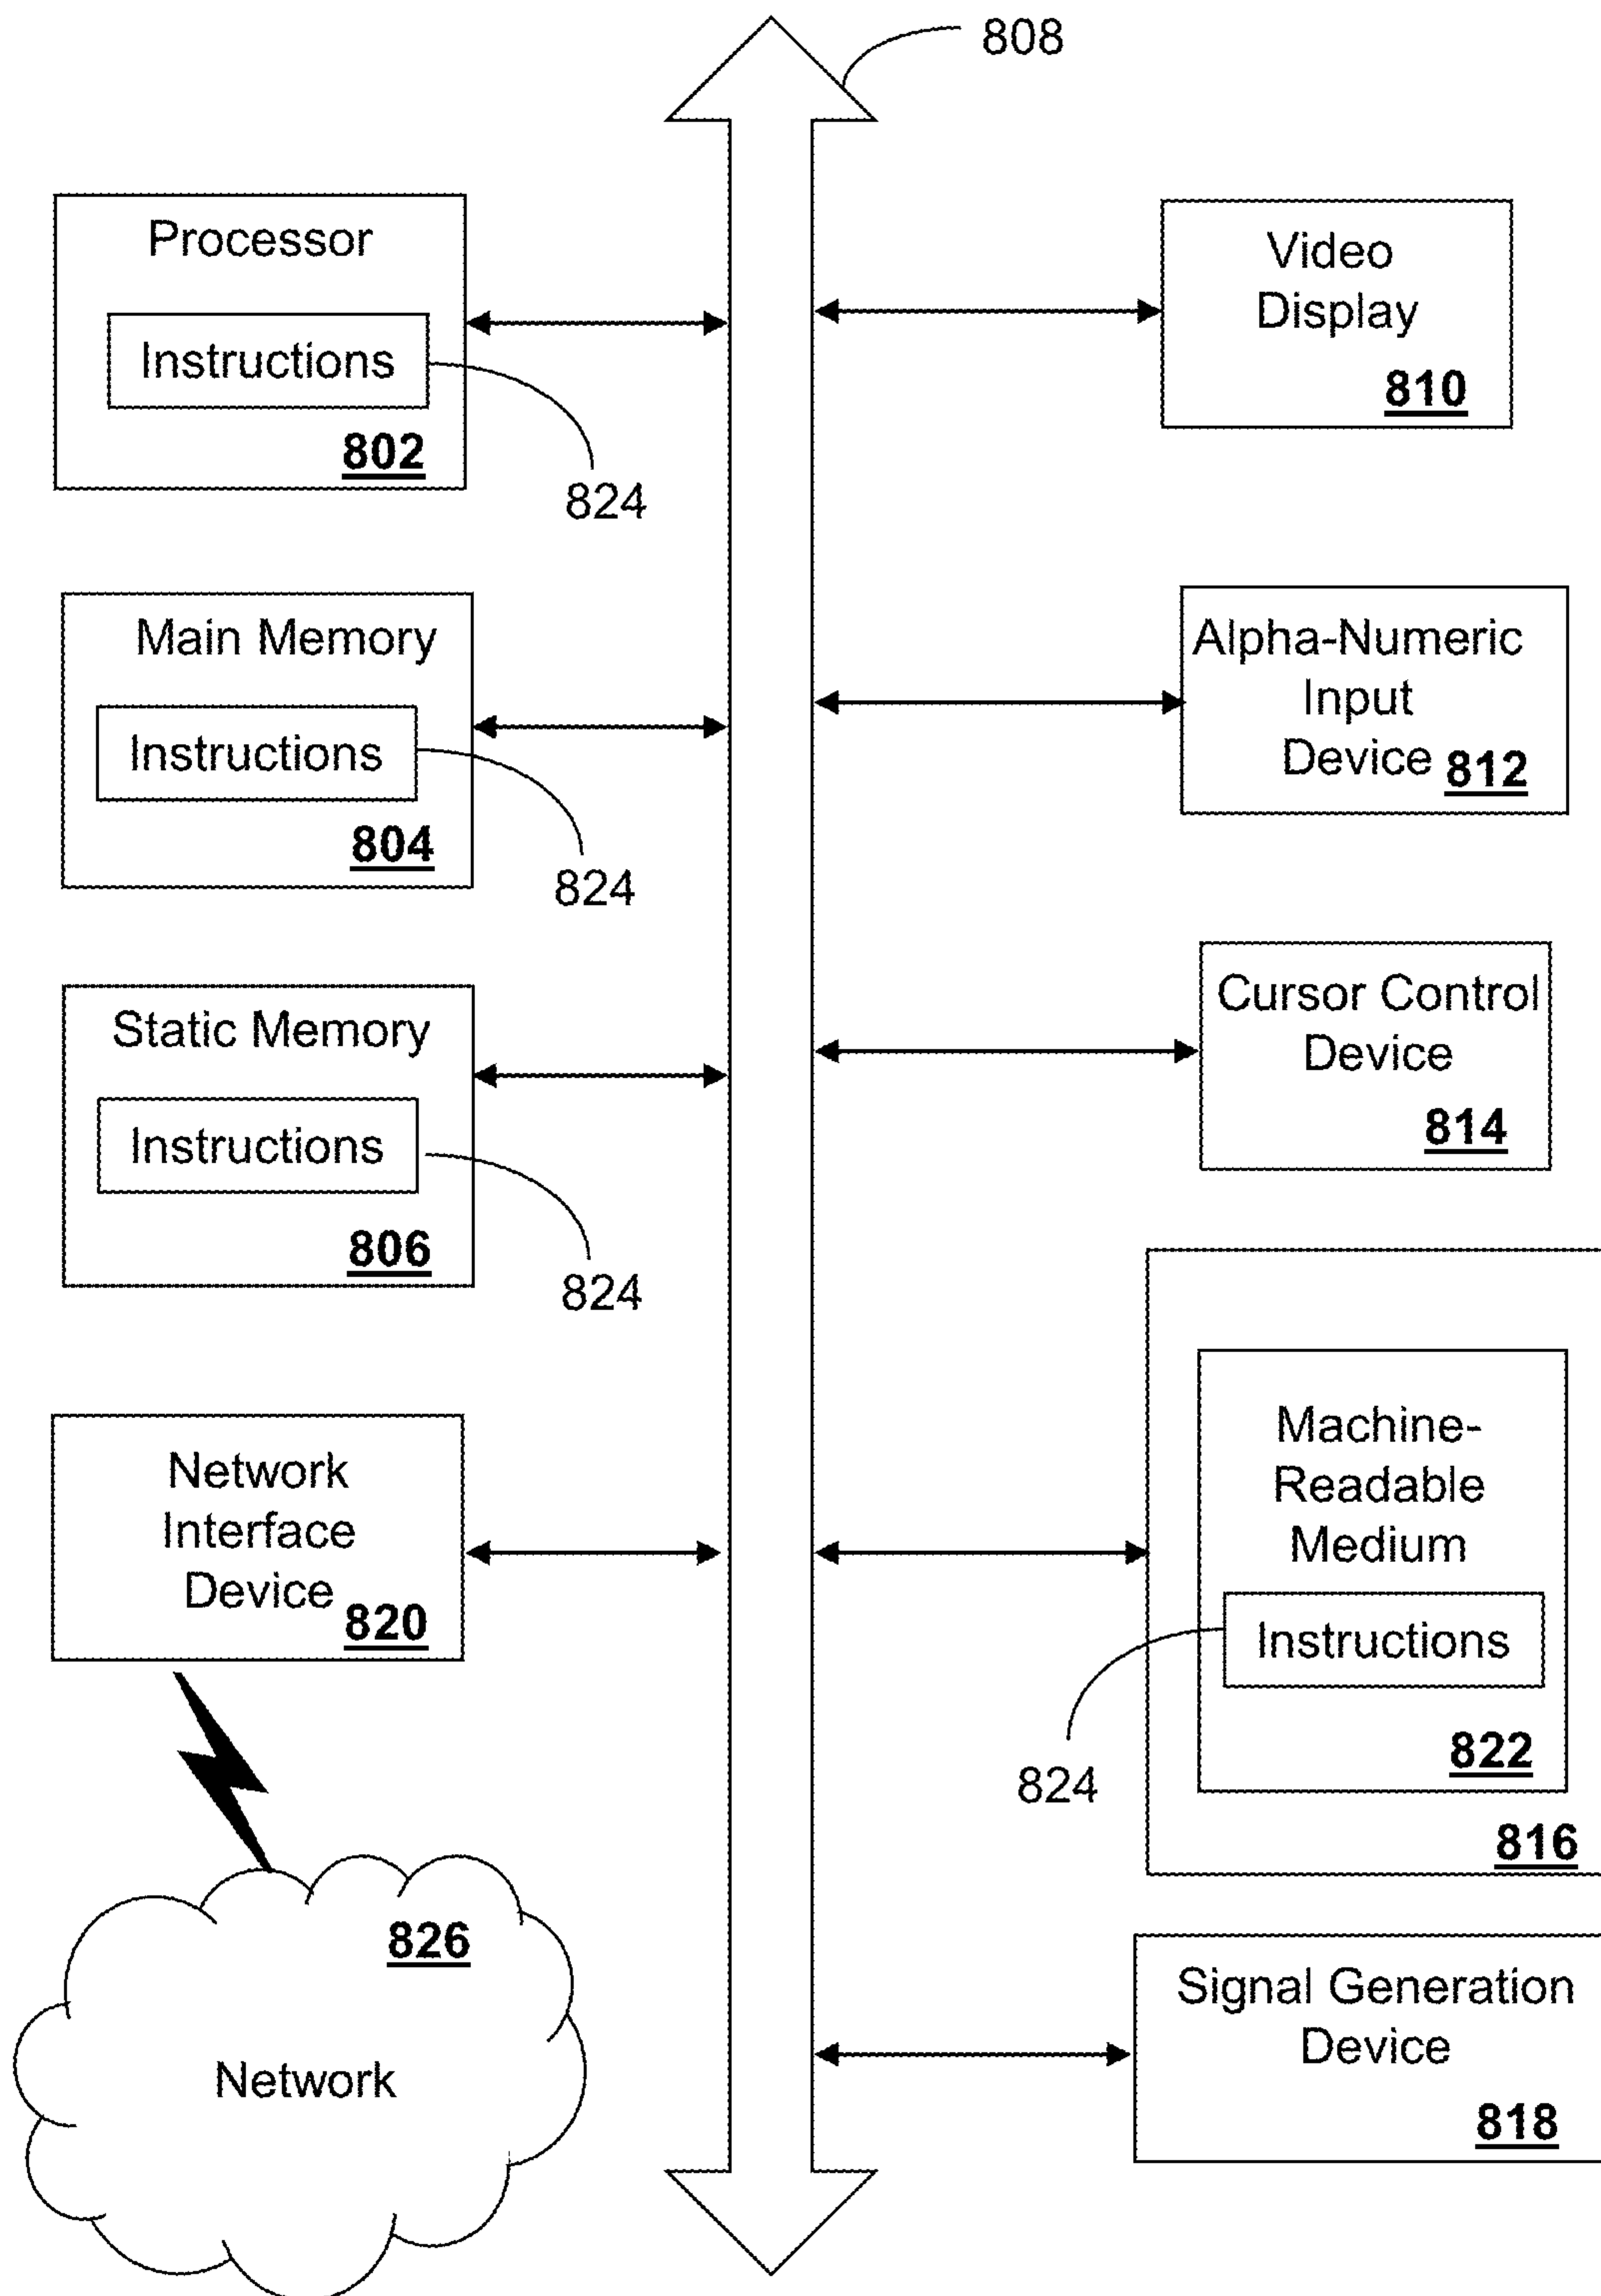 808
Processor
Instructions
802
824
Video
Display
810
Main Memory
Instructions
804
824
Alpha-Numeric
Input
Device 812
Static Memory
Instructions
806
824
Cursor Control
Device
814
Network
Interface
Device
820
Machine-
Readable
Medium
Instructions
822
824
816
826
Network
Signal Generation
Device
818